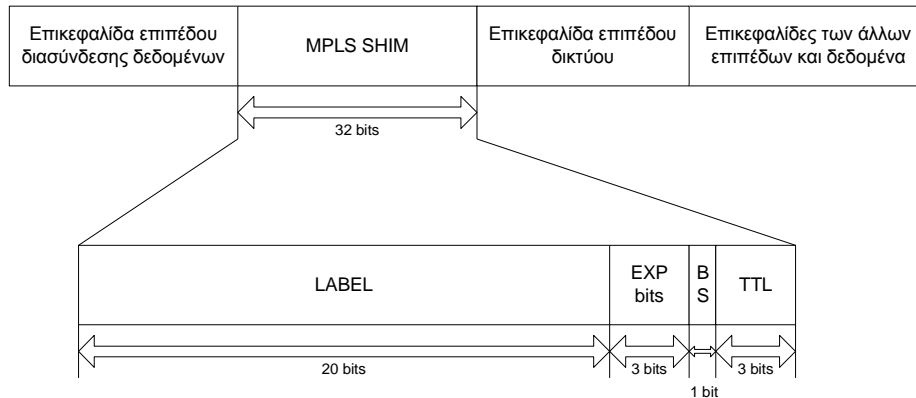 Επικεφαλίδα επιπέδου
διασύνδεσης δεδομένων
MPLS SHIM
Επικεφαλίδα επιπέδου
δικτύου
Επικεφαλίδες των άλλων
επιπέδων και δεδομένα
32 bits
LABEL
EXP
bits
B
S
TTL
20 bits
3 bits
1 bit
3 bits